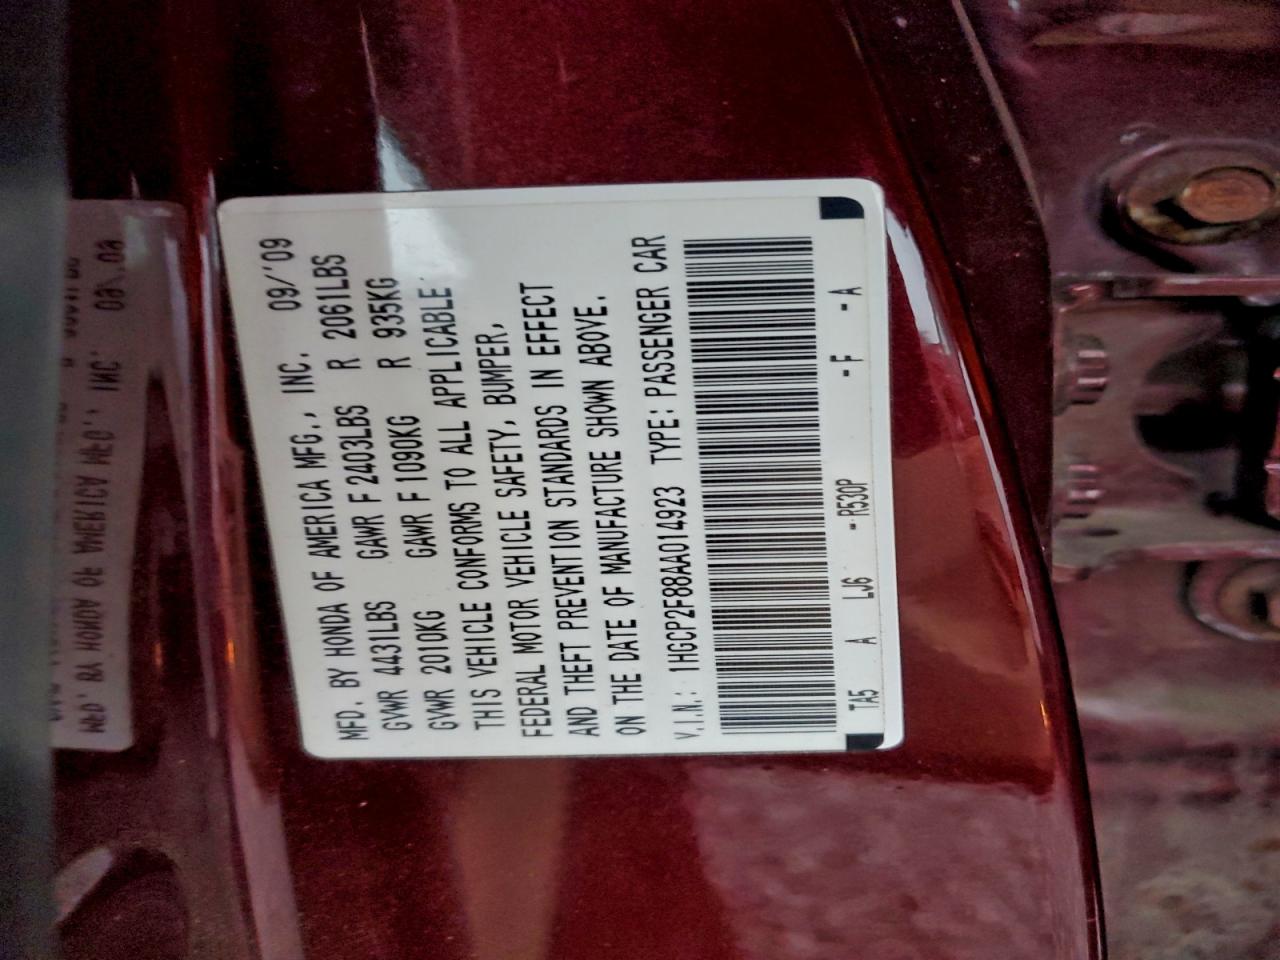 MFD. BY HONDA OF AMERICA MFG., INC. 09/'09
GVWR 4431LBS GAWR F 2403LBS R 2061LBS
GVWR 2010KG GAWR F 1090KG R 935KG
THIS VEHICLE CONFORMS TO ALL APPLICABLE
FEDERAL MOTOR VEHICLE SAFETY, BUMPER,
AND THEFT PREVENTION STANDARDS IN EFFECT
ON THE DATE OF MANUFACTURE SHOWN ABOVE.
V.I.N.: 1HGCP2F88AA014923 TYPE: PASSENGER CAR
TA5 A LJ6 - R530P -F -A